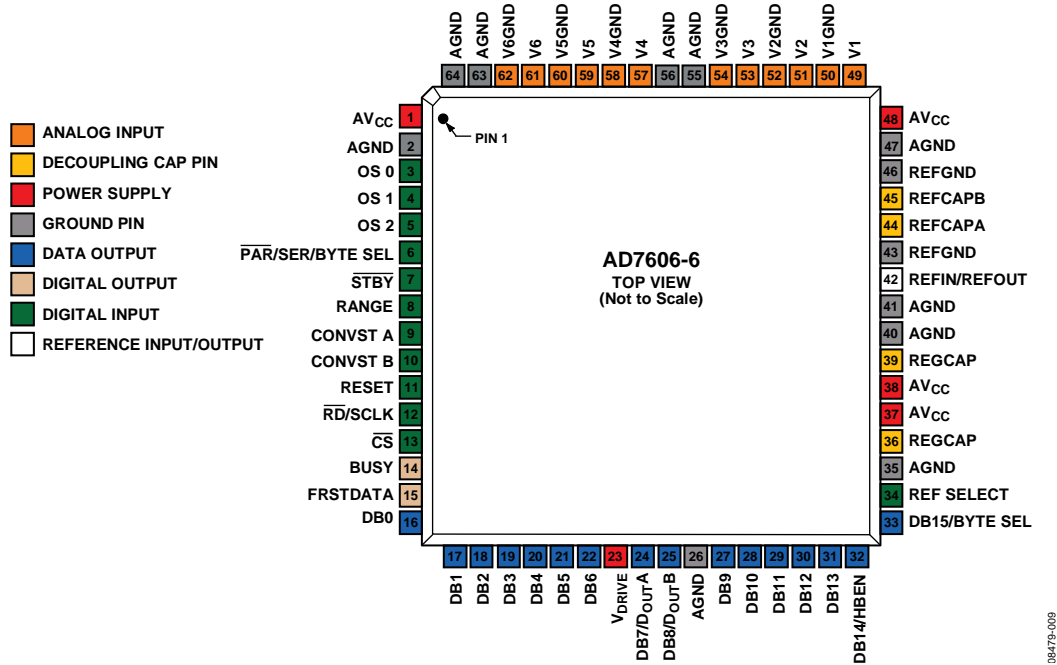 AGND
AGND
V6GND
V6
V5GND
V5
V4GND
V4
AGND
AGND
V3GND
V3
V2GND
V2
V1GND
V1
64 63 62 61 60 59 58 57 56 55 54 53 52 51 50 49
ANALOG INPUT
DECOUPLING CAP PIN
POWER SUPPLY
GROUND PIN
DATA OUTPUT
DIGITAL OUTPUT
DIGITAL INPUT
REFERENCE INPUT/OUTPUT
AVCC 1
AGND 2
OS 0 3
OS 1 4
OS 2 5
PAR/SER/BYTE SEL 6
STBY 7
RANGE 8
CONVST A 9
CONVST B 10
RESET 11
RD/SCLK 12
CS 13
BUSY 14
FRSTDATA 15
DB0 16
PIN 1
AD7606-6
TOP VIEW
(Not to Scale)
48 AVCC
47 AGND
46 REFGND
45 REFCAPB
44 REFCAPA
43 REFGND
42 REFIN/REFOUT
41 AGND
40 AGND
39 REGCAP
38 AVCC
37 AVCC
36 REGCAP
35 AGND
34 REF SELECT
33 DB15/BYTE SEL
17 18 19 20 21 22 23 24 25 26 27 28 29 30 31 32
DB1
DB2
DB3
DB4
DB5
DB6
VDRIVE
DB7/DOUTA
DB8/DOUTB
AGND
DB9
DB10
DB11
DB12
DB13
DB14/HBEN
08479-009